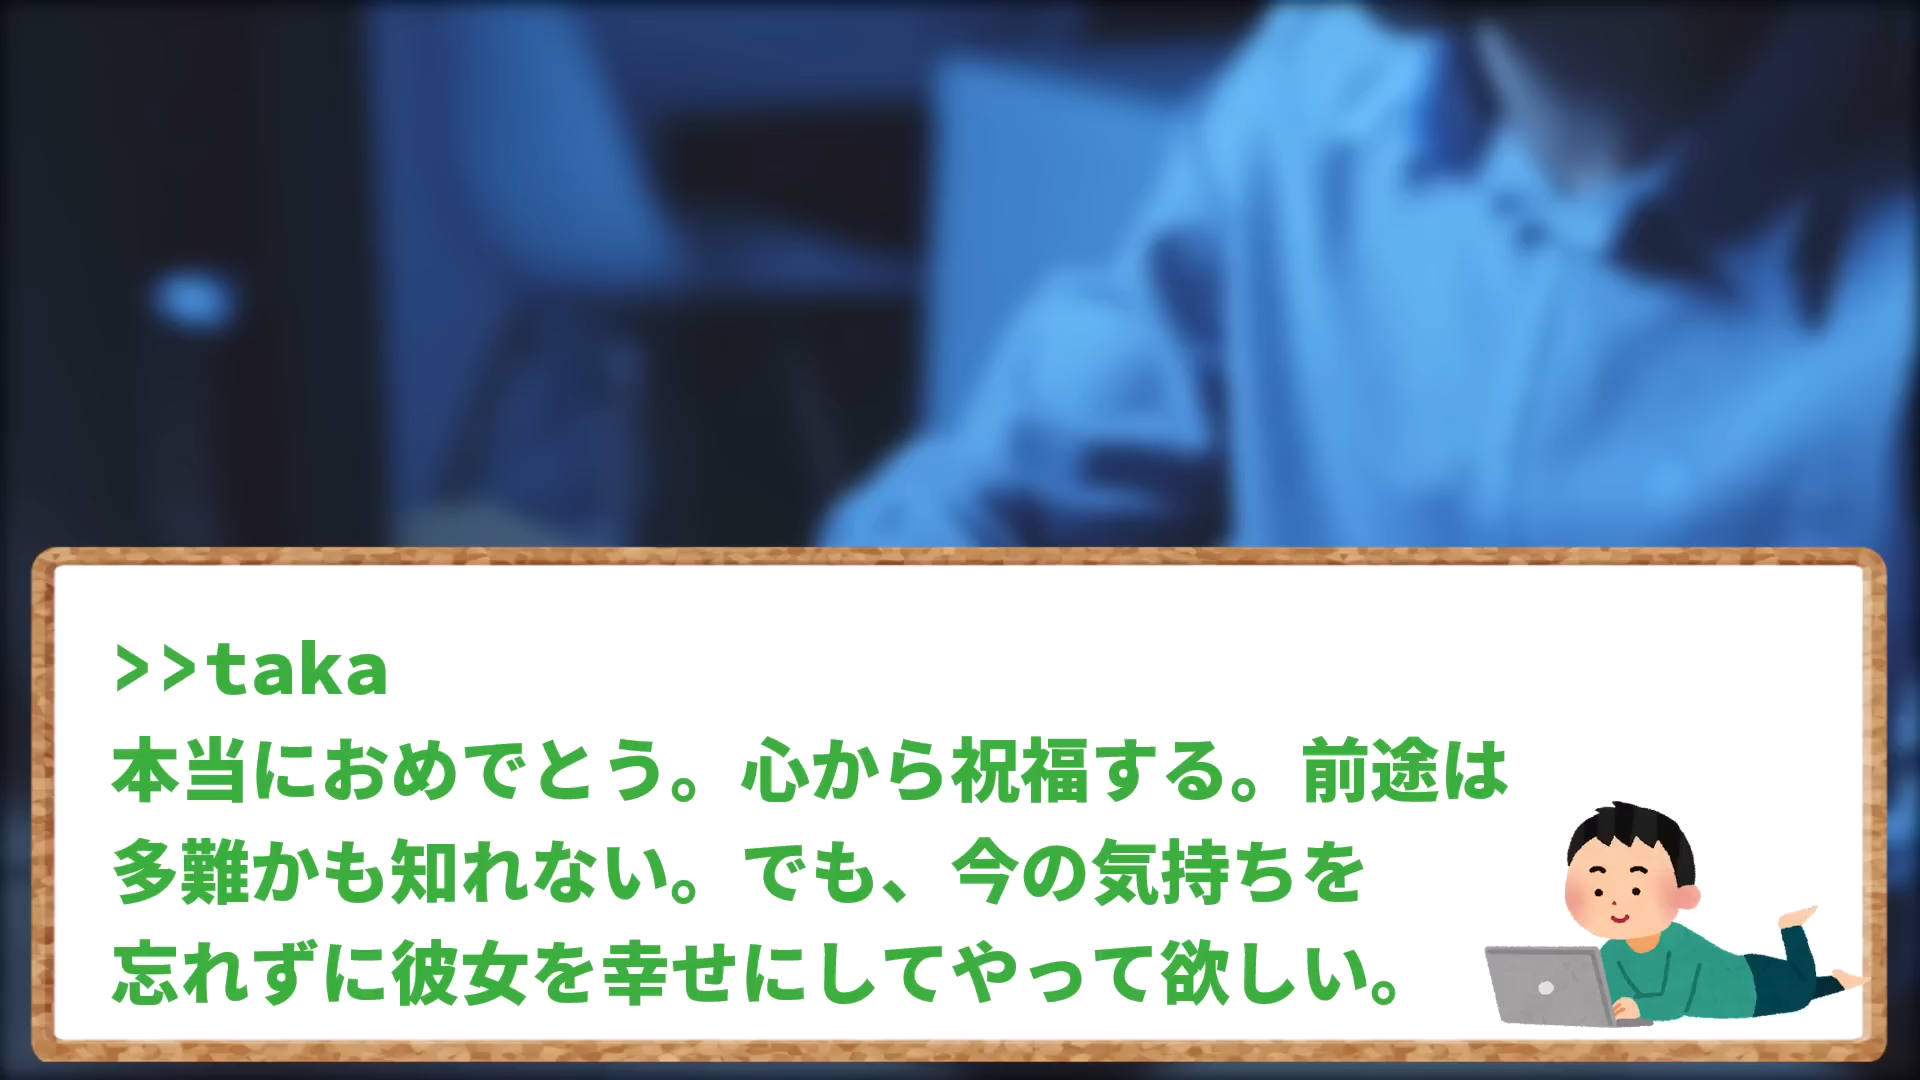 >>taka
本当におめでとう。心から祝福する。前途は
多難かも知れない。でも、今の気持ちを
忘れずに彼女を幸せにしてやって欲しい。